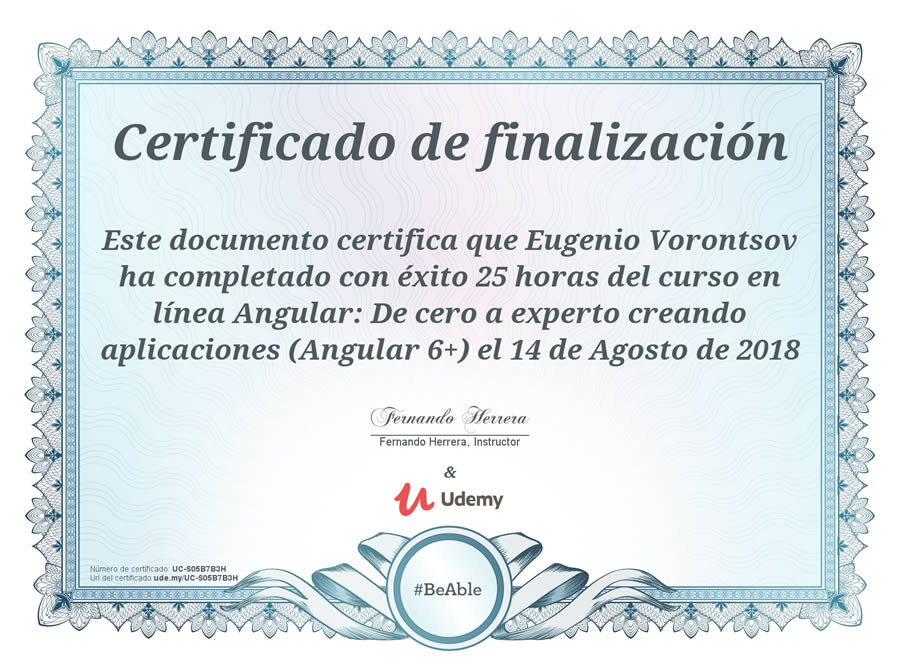 Certificado de finalización
Este documento certifica que Eugenio Vorontsov
ha completado con éxito 25 horas del curso en
línea Angular: De cero a experto creando
aplicaciones (Angular 6+) el 14 de Agosto de 2018
Fernando Herrera
Fernando Herrera, Instructor
&
Udemy
Número de certificado: UC-S05B7B3H
Url del certificado ude.my/UC-S05B7B3H
#BeAble